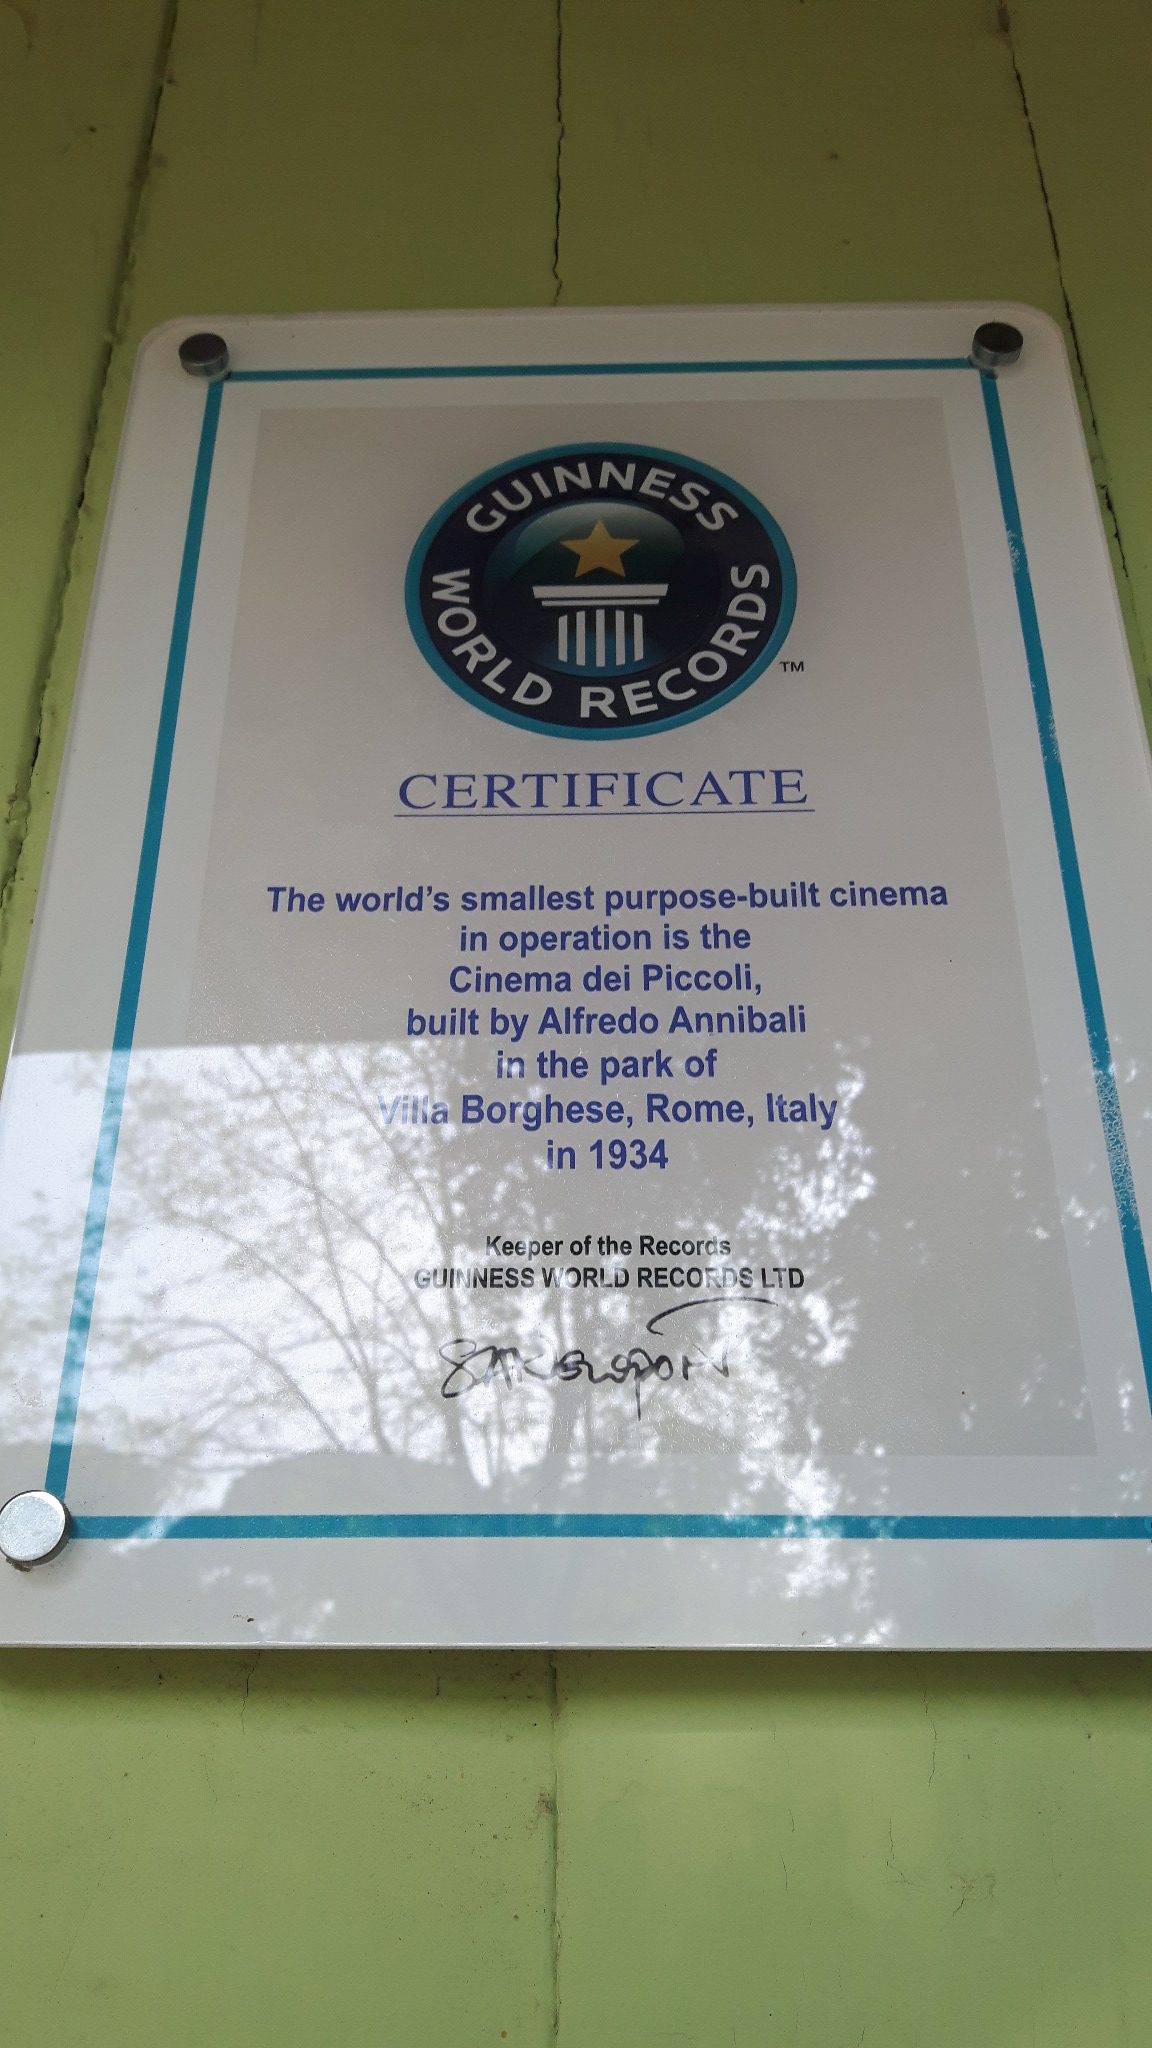 GUINNESS
WORLD RECORDS
TM
CERTIFICATE
The world's smallest purpose-built cinema
in operation is the
Cinema dei Piccoli,
built by Alfredo Annibali
in the park of
Villa Borghese, Rome, Italy
in 1934
Keeper of the Records
GUINNESS WORLD RECORDS LTD